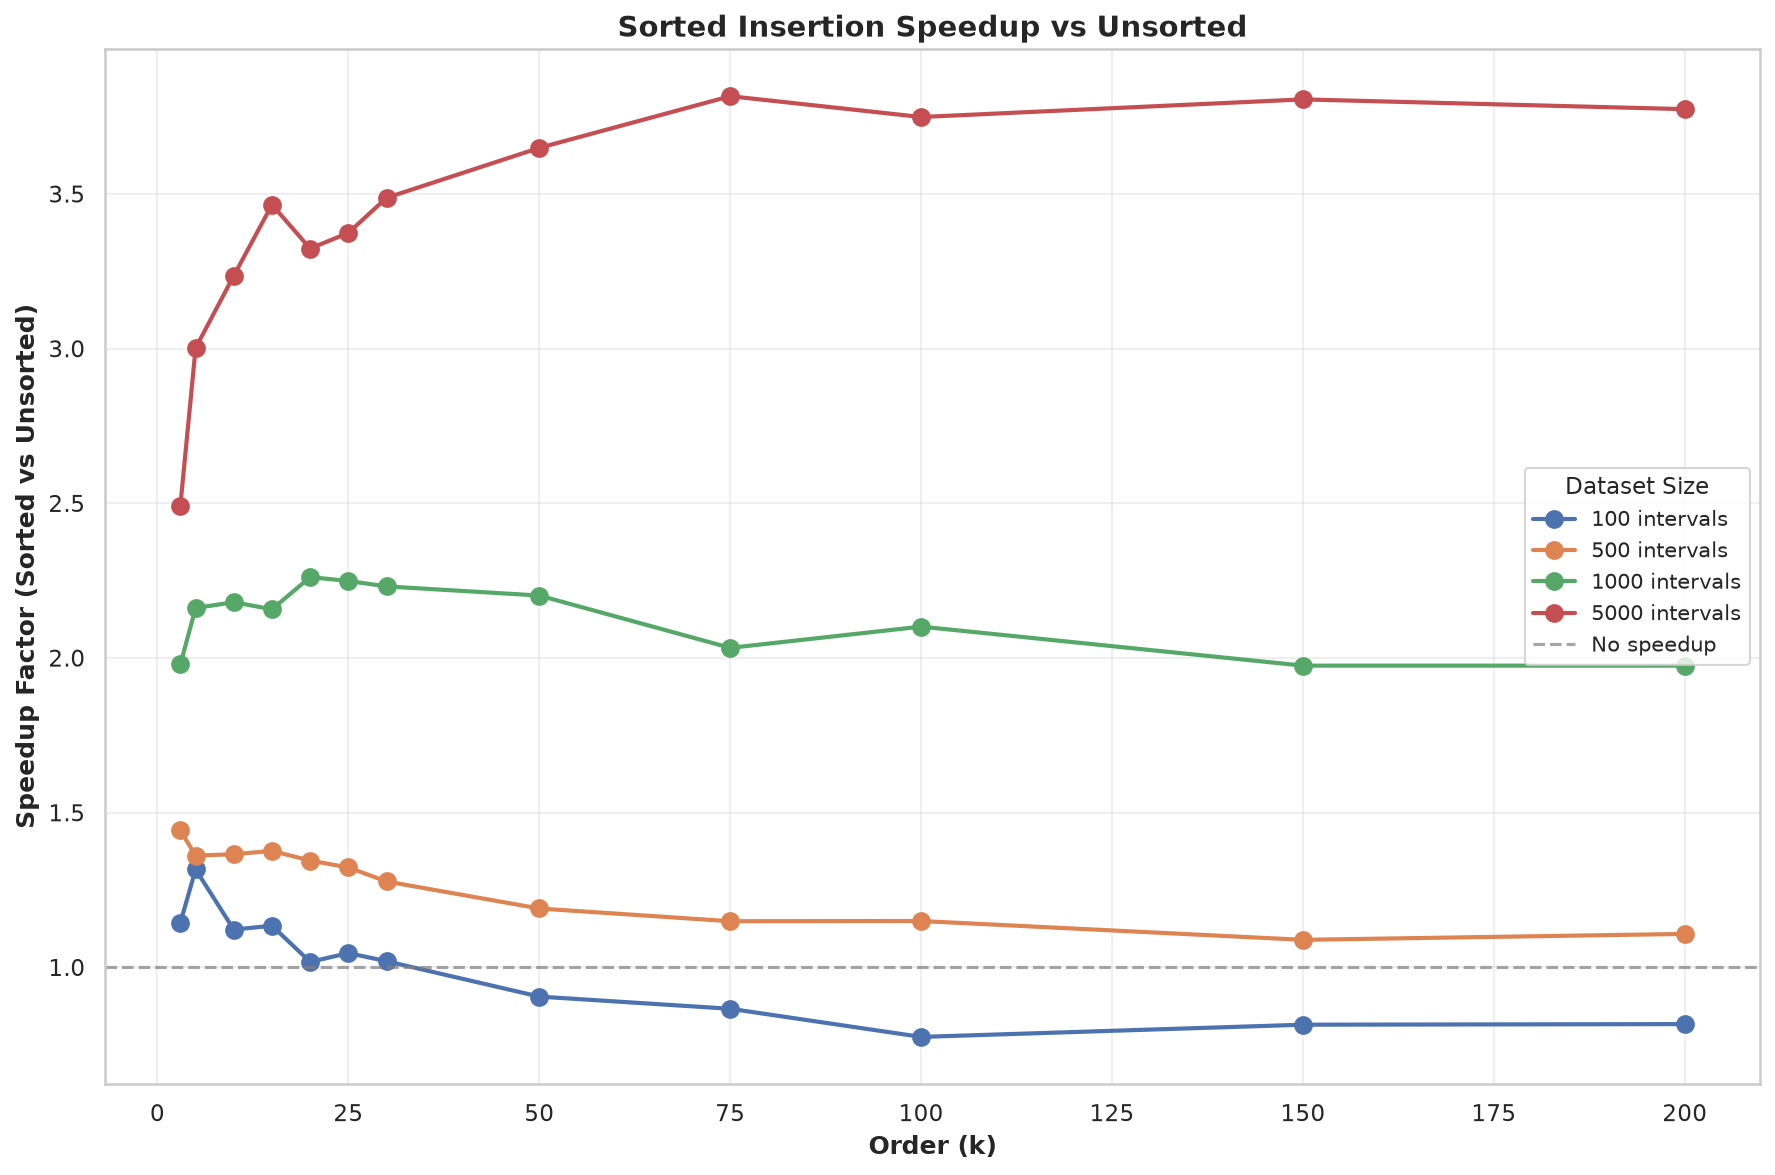 Sorted Insertion Speedup vs Unsorted
Speedup Factor (Sorted vs Unsorted)
3.5
3.0
2.5
2.0
1.5
1.0
Dataset Size
100 intervals
500 intervals
1000 intervals
5000 intervals
No speedup
0 25 50 75 100 125 150 175 200
Order (k)